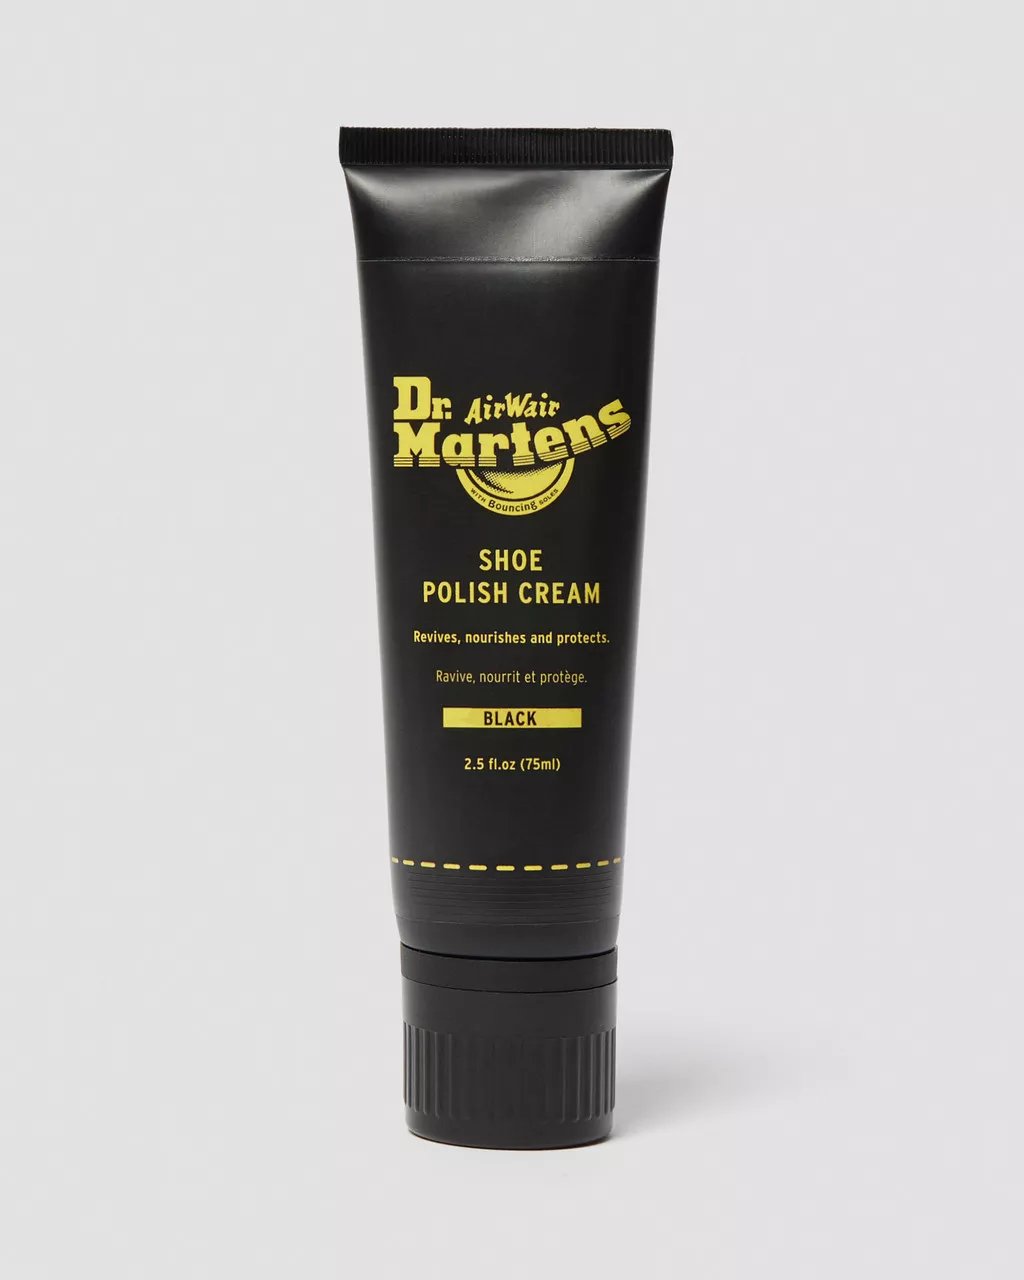 Dr. AirWair
Martens
WITH Bouncing SOLES
SHOE
POLISH CREAM
Revives, nourishes and protects.
Ravive, nourrit et protège.
BLACK
2.5 fl.oz (75ml)